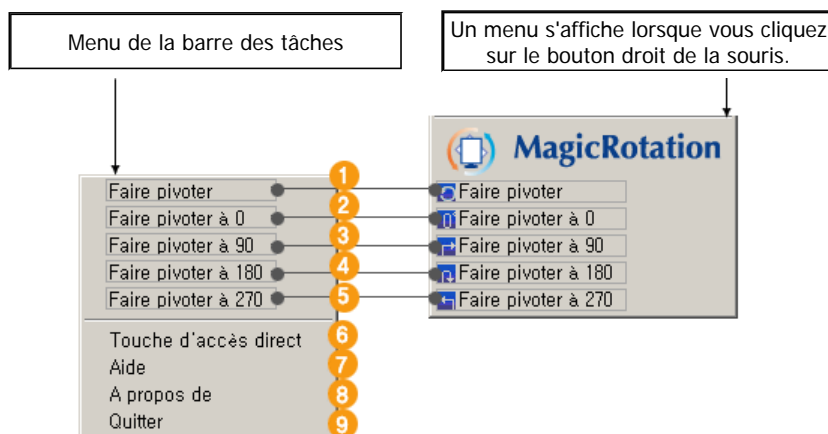 Menu de la barre des tâches
Un menu s'affiche lorsque vous cliquez
sur le bouton droit de la souris.
MagicRotation
Faire pivoter 1 Faire pivoter
Faire pivoter à 0 2 Faire pivoter à 0
Faire pivoter à 90 3 Faire pivoter à 90
Faire pivoter à 180 4 Faire pivoter à 180
Faire pivoter à 270 5 Faire pivoter à 270
Touche d'accès direct 6
Aide 7
A propos de 8
Quitter 9